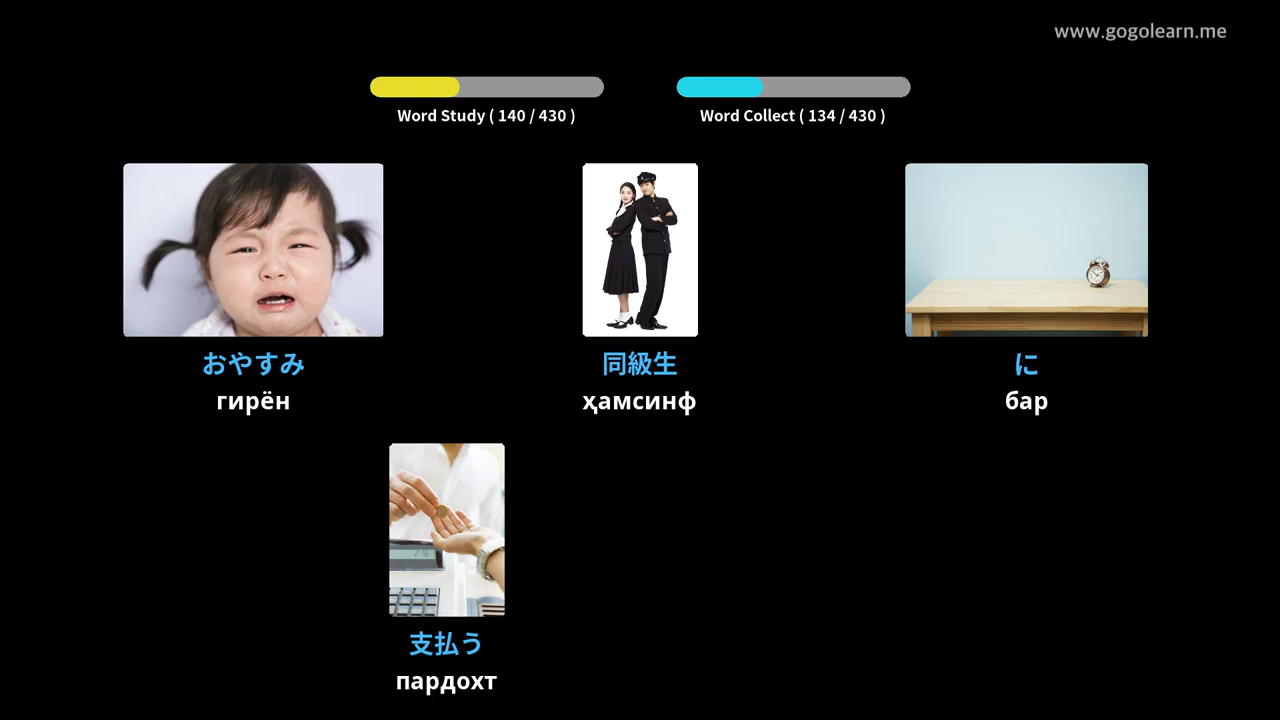 www.gogolearn.me
Word Study ( 140 / 430 )
Word Collect ( 134 / 430 )
おやすみ
гирён
同級生
ҳамсинф
に
бар
216
支払う
пардохт